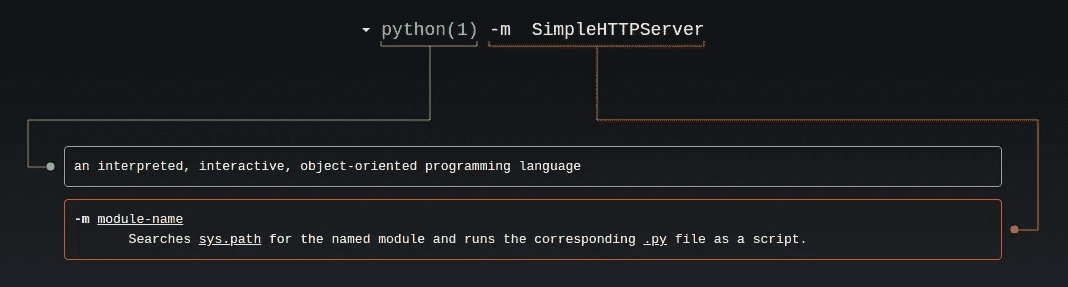 python(1) -m SimpleHTTPServer
an interpreted, interactive, object-oriented programming language
-m module-name
Searches sys.path for the named module and runs the corresponding .py file as a script.